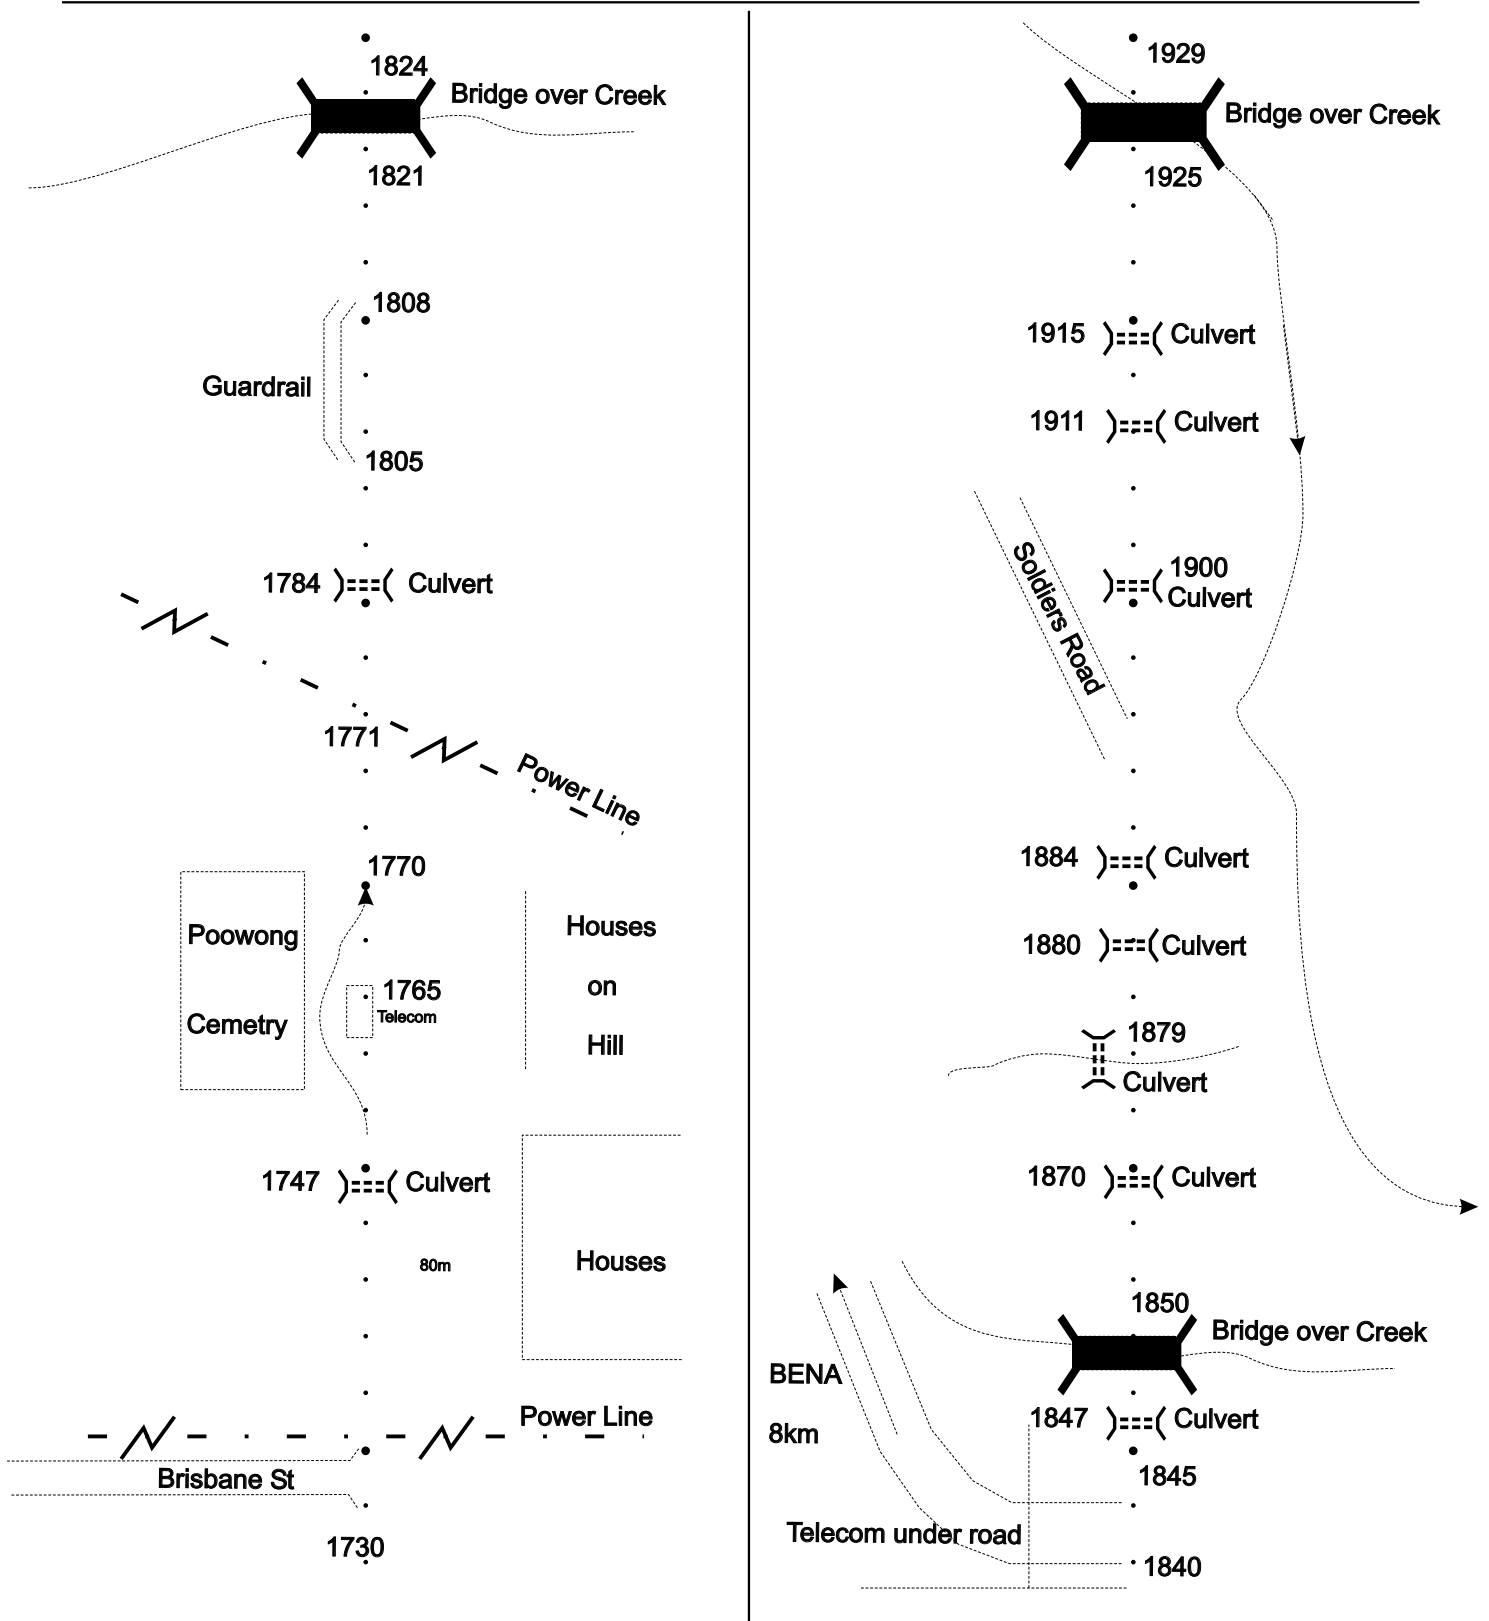 1824
Bridge over Creek
1821
1808
Guardrail
1805
1784 Culvert
1771
Power Line
1770
Poowong
Cemetry
1765
Telecom
Houses
on
Hill
1747 Culvert
80m
Houses
Power Line
Brisbane St
1730
1929
Bridge over Creek
1925
1915 Culvert
1911 Culvert
1900
Culvert
Soldiers Road
1884 Culvert
1880 Culvert
1879
Culvert
1870 Culvert
1850
Bridge over Creek
BENA
8km
1847 Culvert
1845
Telecom under road
1840